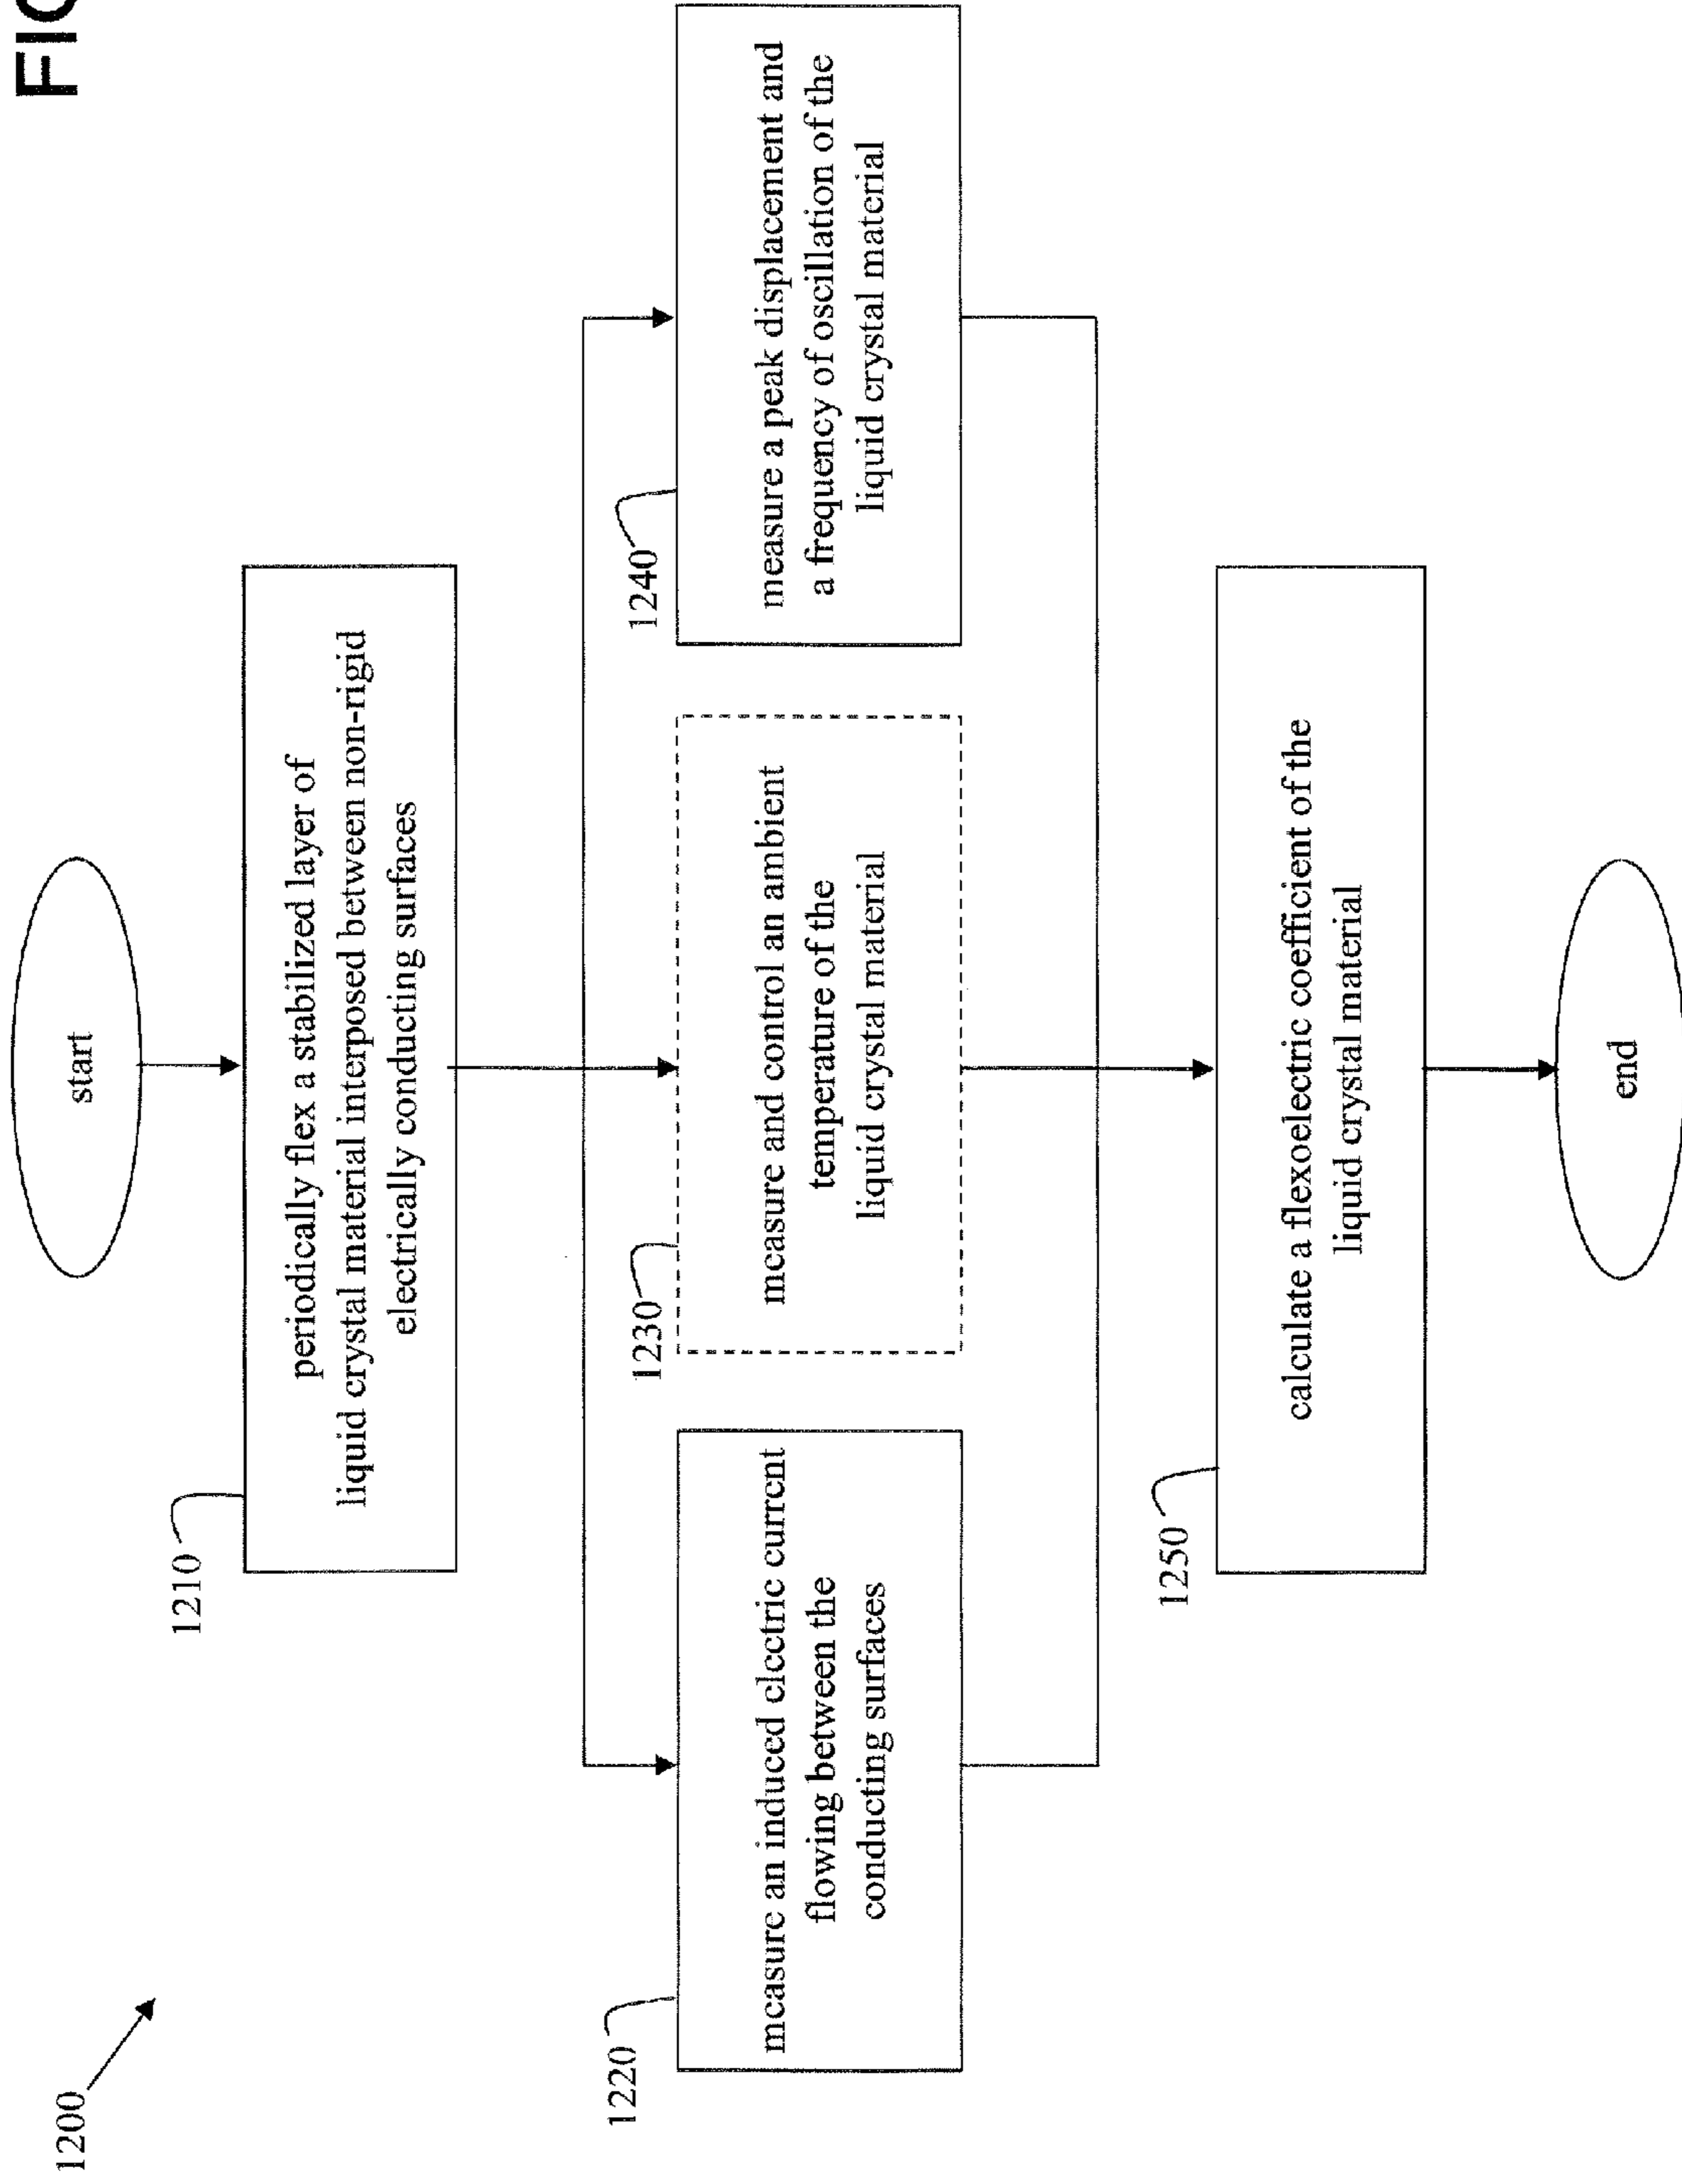 FIG
1200
start
1210
periodically flex a stabilized layer of
liquid crystal material interposed between non-rigid
electrically conducting surfaces
1220
measure an induced electric current
flowing between the
conducting surfaces
1230
measure and control an ambient
temperature of the
liquid crystal material
1240
measure a peak displacement and
a frequency of oscillation of the
liquid crystal material
1250
calculate a flexoelectric coefficient of the
liquid crystal material
end